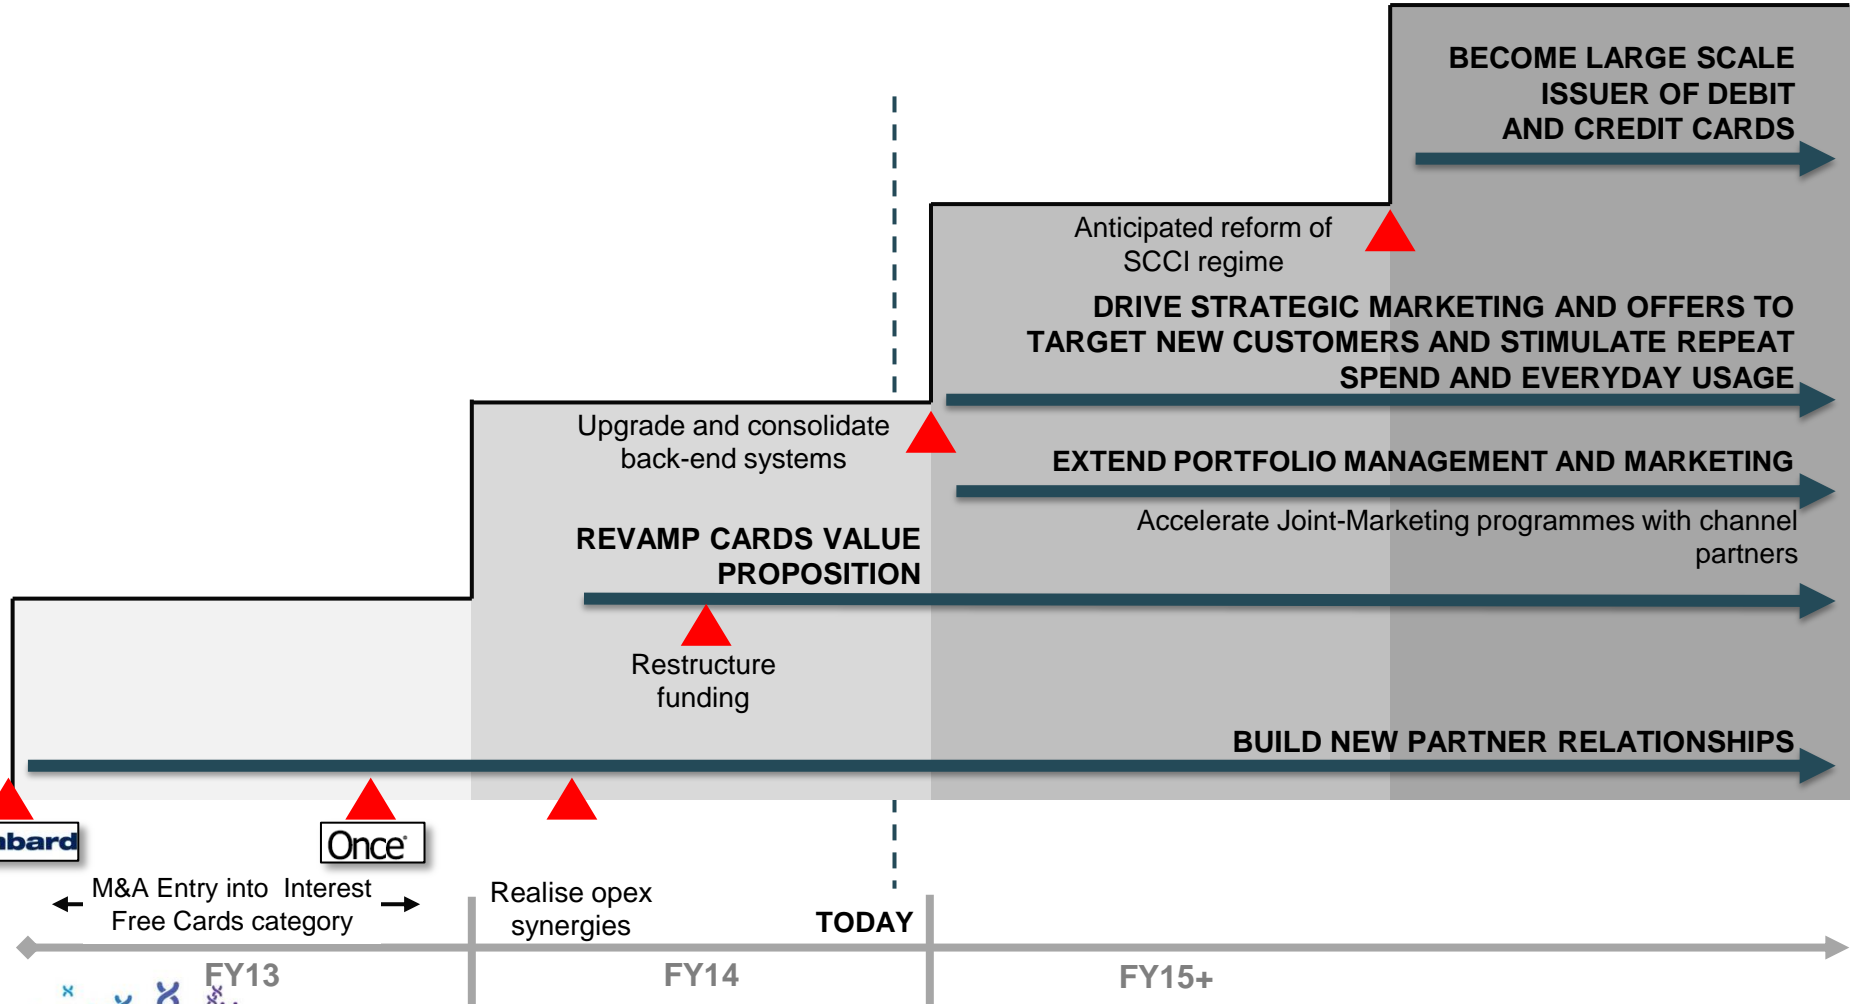 BECOME LARGE SCALE
ISSUER OF DEBIT
AND CREDIT CARDS
Anticipated reform of
SCCI regime
DRIVE STRATEGIC MARKETING AND OFFERS TO
TARGET NEW CUSTOMERS AND STIMULATE REPEAT
SPEND AND EVERYDAY USAGE
Upgrade and consolidate
back-end systems
EXTEND PORTFOLIO MANAGEMENT AND MARKETING
Accelerate Joint-Marketing programmes with channel
partners
REVAMP CARDS VALUE
PROPOSITION
Restructure
funding
BUILD NEW PARTNER RELATIONSHIPS
Once
M&A Entry into Interest
Free Cards category
Realise opex
synergies
TODAY
FY13
FY14
FY15+